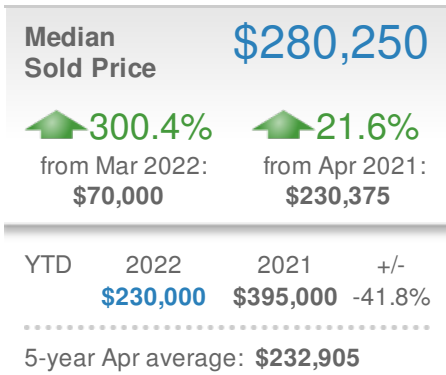 Median
Sold Price
$280,250
300.4%
from Mar 2022:
$70,000
21.6%
from Apr 2021:
$230,375
YTD 2022 2021 +/-
$230,000 $395,000 -41.8%
5-year Apr average: $232,905